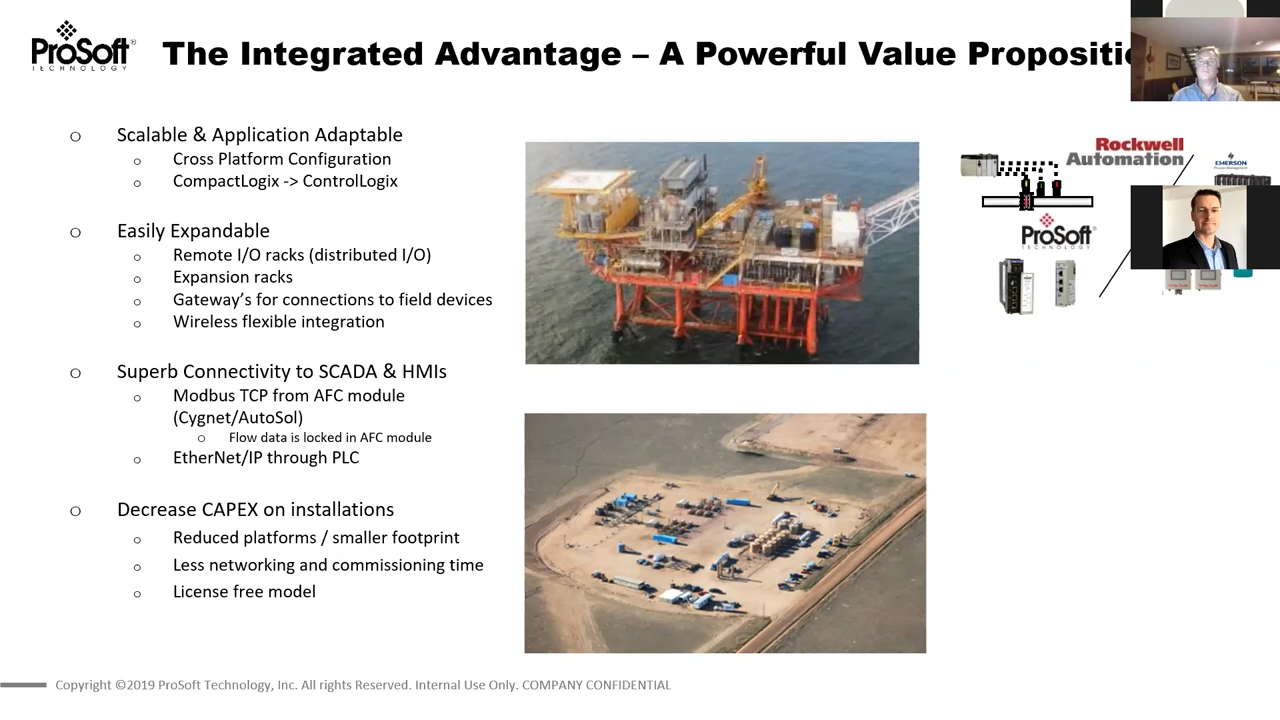 ProSoft®
TECHNOLOGY
The Integrated Advantage – A Powerful Value Propositi
o Scalable & Application Adaptable
o Cross Platform Configuration
o CompactLogix -> ControlLogix
o Easily Expandable
o Remote I/O racks (distributed I/O)
o Expansion racks
o Gateway's for connections to field devices
o Wireless flexible integration
o Superb Connectivity to SCADA & HMIs
o Modbus TCP from AFC module
(Cygnet/AutoSol)
o Flow data is locked in AFC module
o EtherNet/IP through PLC
o Decrease CAPEX on installations
o Reduced platforms / smaller footprint
o Less networking and commissioning time
o License free model
Rockwell
Automation
EMERSON
ProSoft
TECHNOLOGY
Copyright ©2019 ProSoft Technology, Inc. All rights Reserved. Internal Use Only. COMPANY CONFIDENTIAL